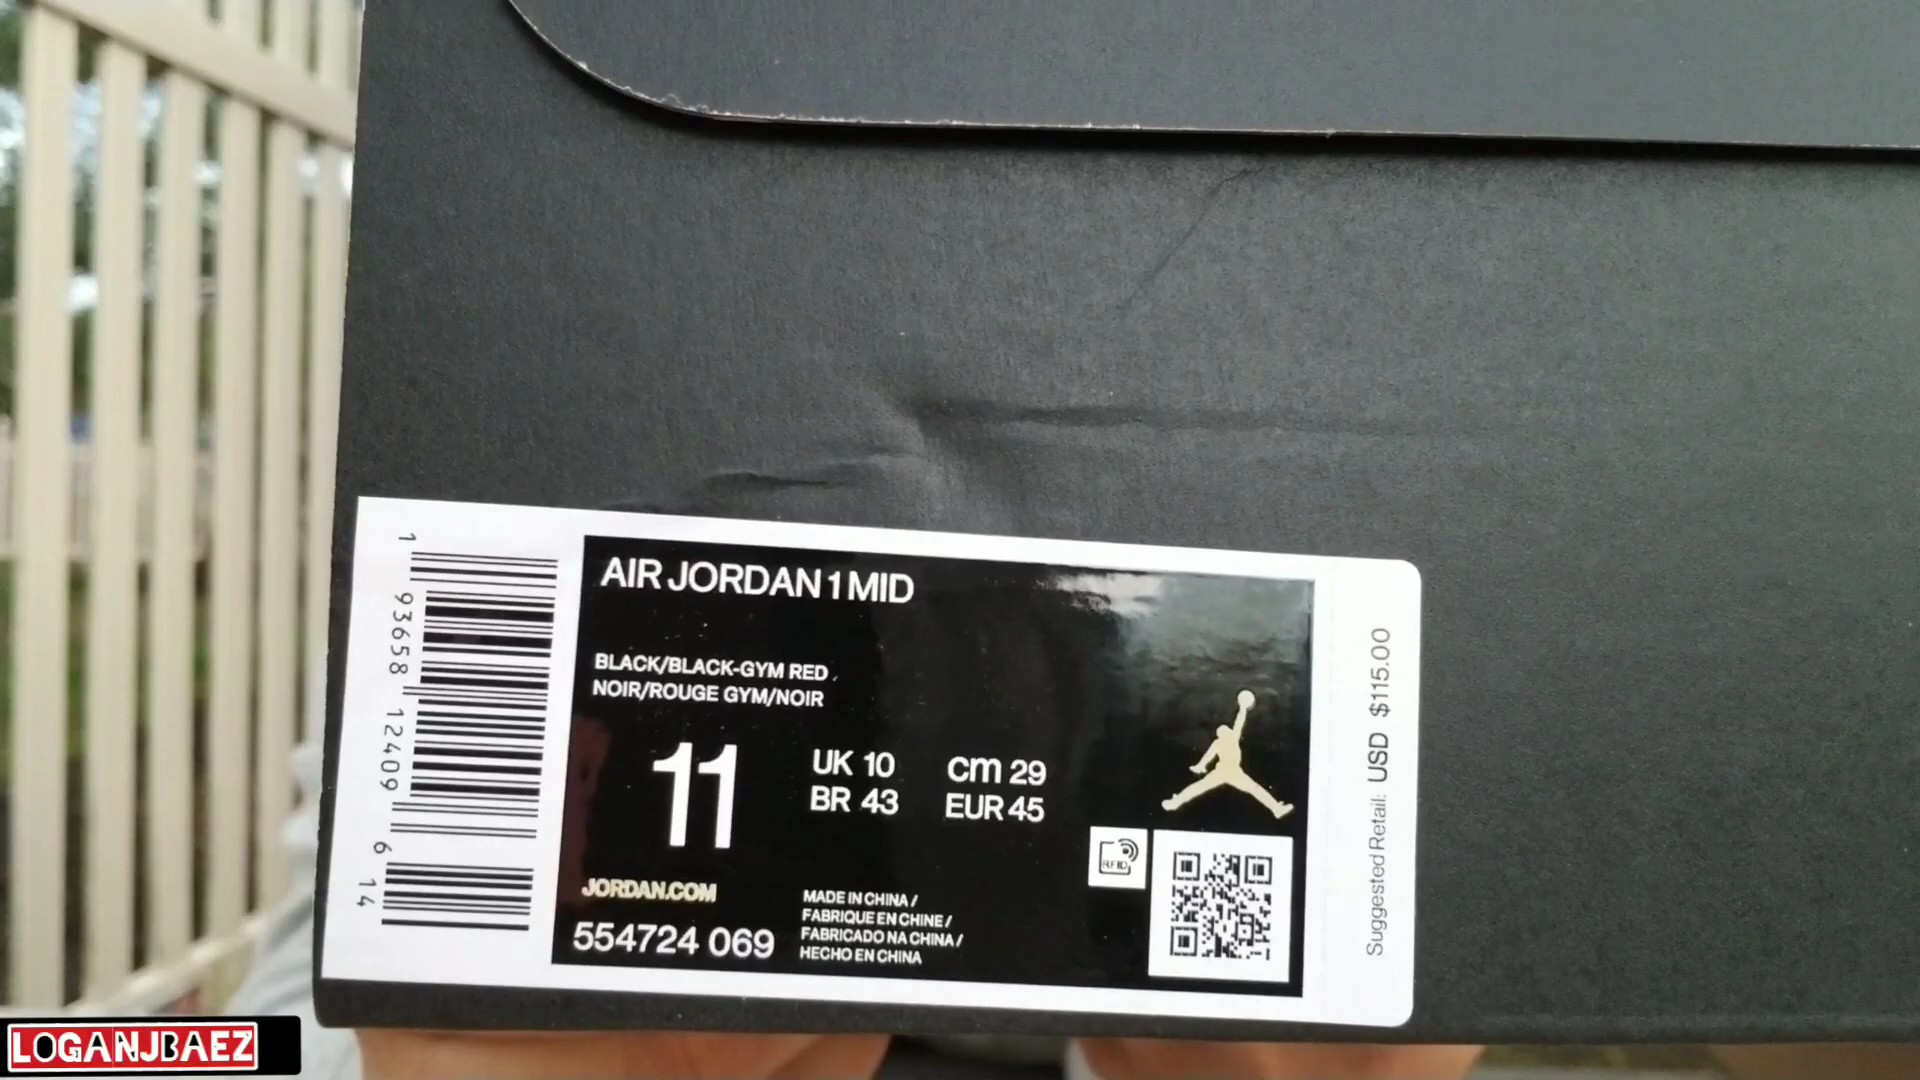 AIR JORDAN 1 MID
BLACK/BLACK-GYM RED
NOIR/ROUGE GYM/NOIR
11
UK 10
BR 43
cm 29
EUR 45
JORDAN.COM
554724 069
MADE IN CHINA /
FABRIQUE EN CHINE /
FABRICADO NA CHINA /
HECHO EN CHINA
RFID
1 93658 12409 6 14
Suggested Retail: USD $115.00
LOGANJBAEZ